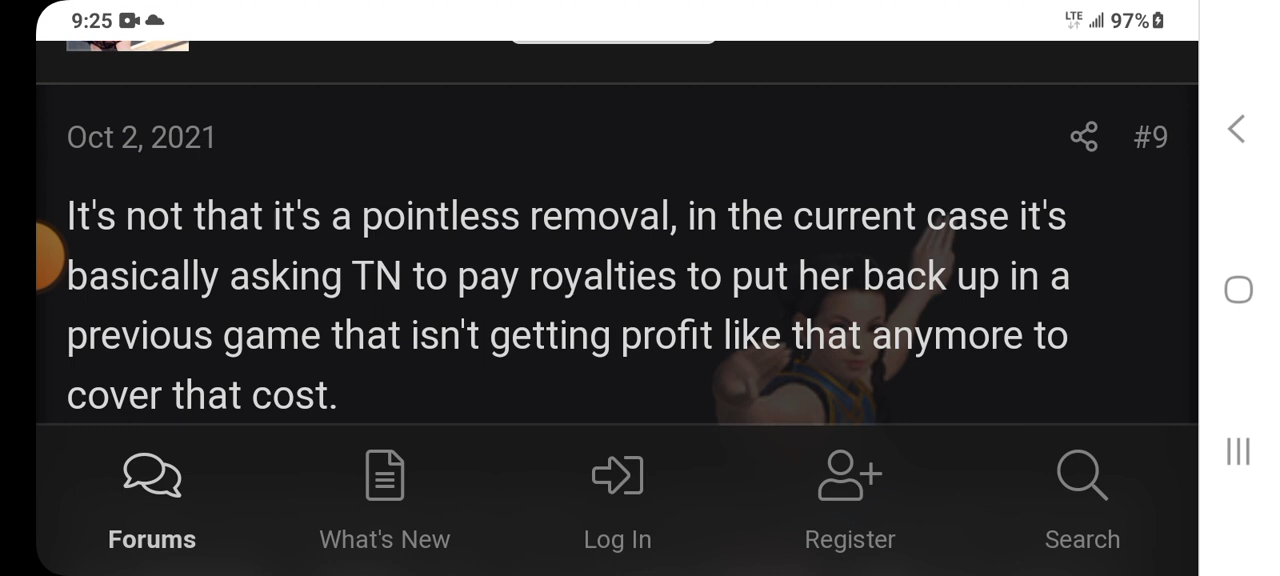 9:25
LTE
97%
Oct 2, 2021
#9
It's not that it's a pointless removal, in the current case it's
basically asking TN to pay royalties to put her back up in a
previous game that isn't getting profit like that anymore to
cover that cost.
Forums
What's New
Log In
Register
Search